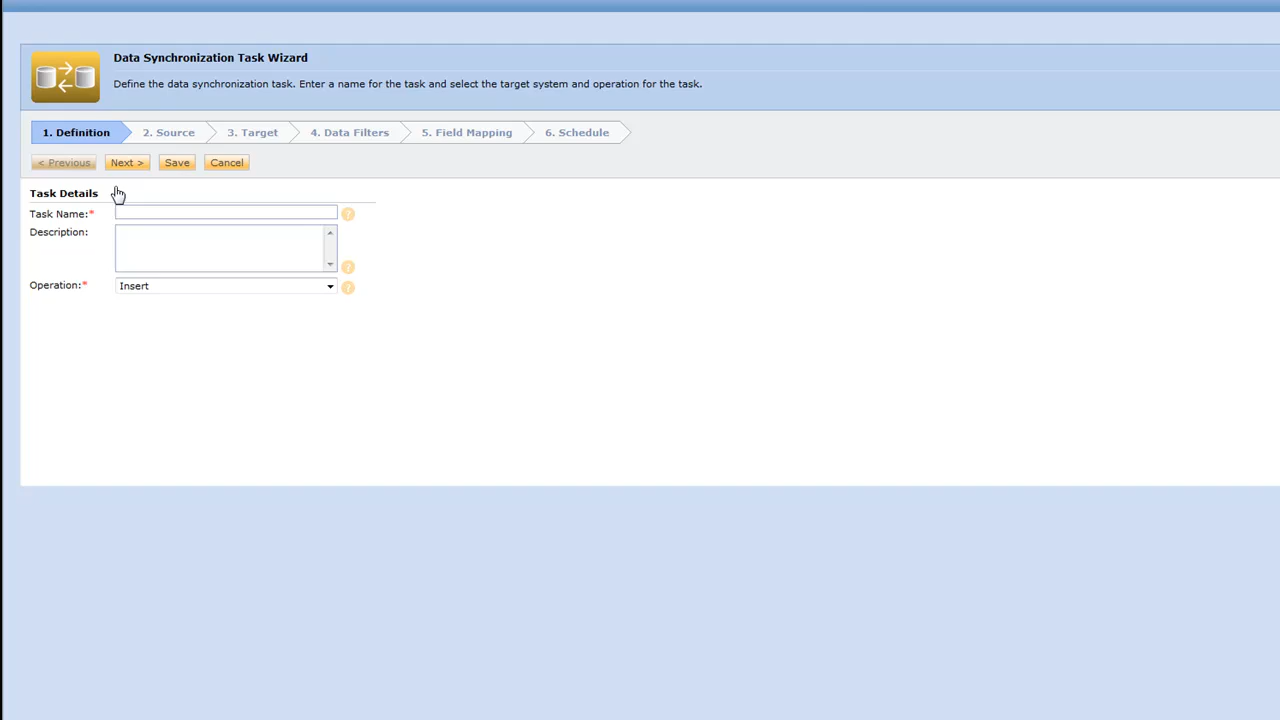 Data Synchronization Task Wizard
Define the data synchronization task. Enter a name for the task and select the target system and operation for the task.
1. Definition 2. Source 3. Target 4. Data Filters 5. Field Mapping 6. Schedule
< Previous Next > Save Cancel
Task Details
Task Name:* ?
Description: ?
Operation:* Insert ?